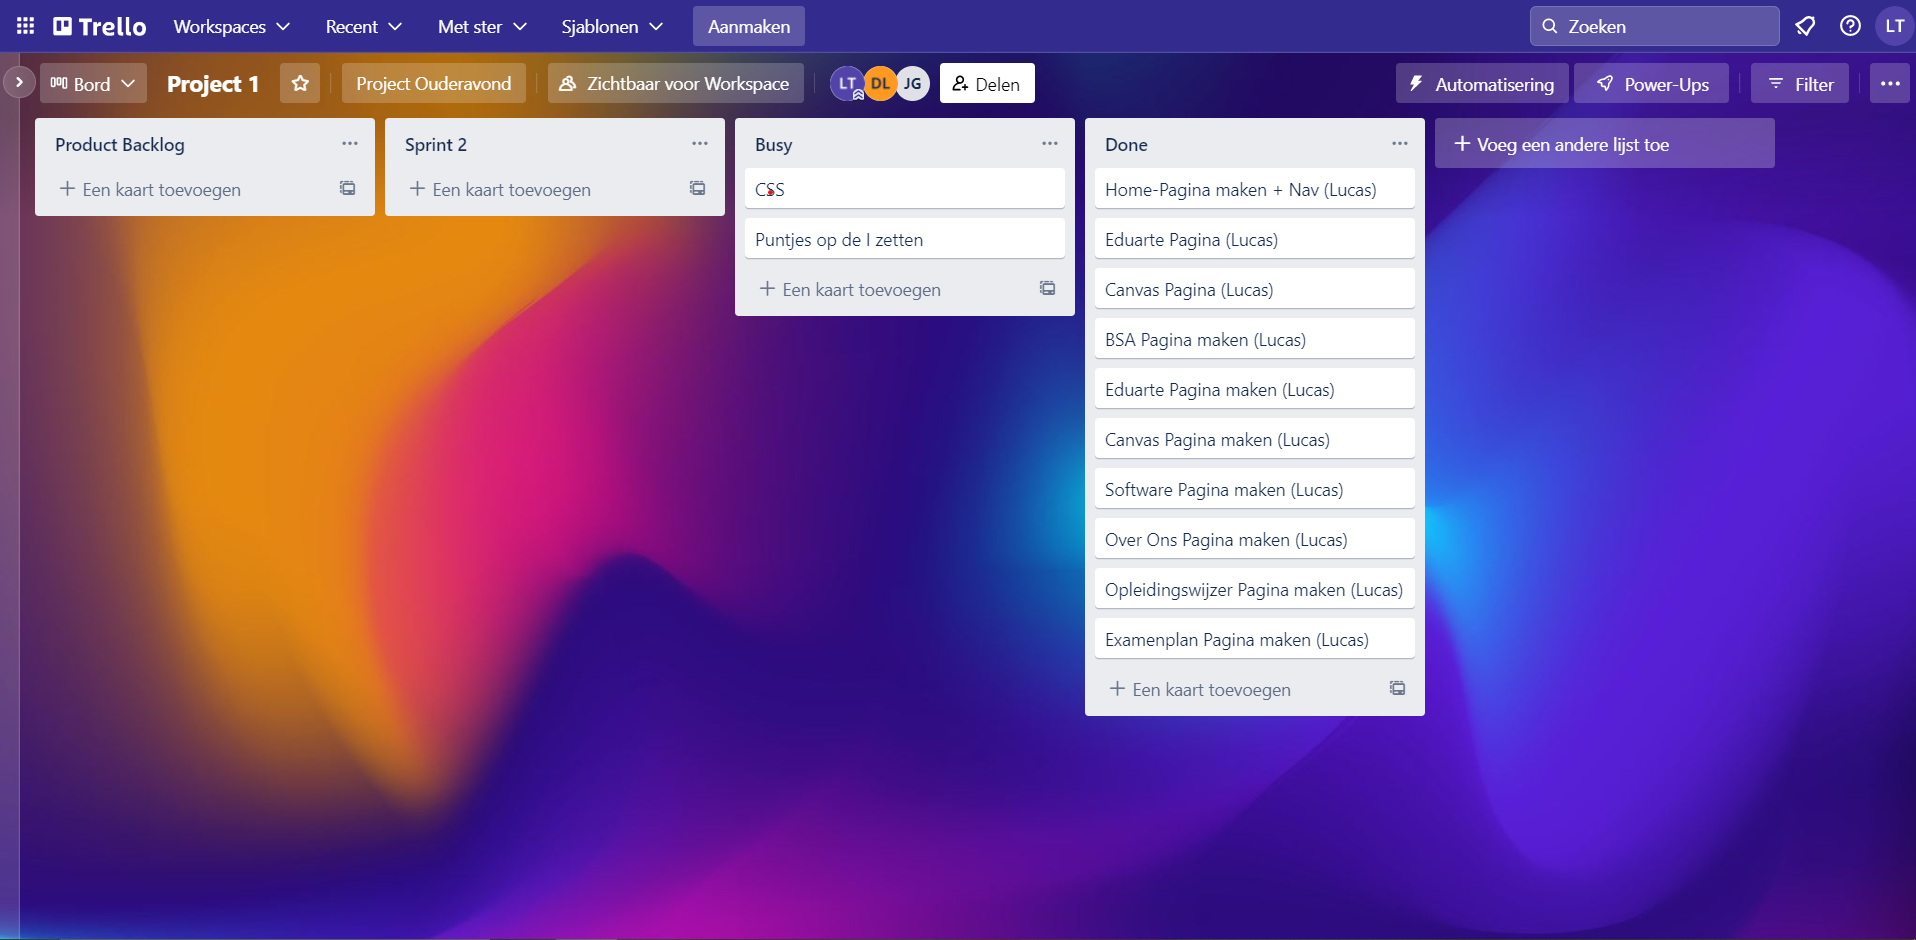 Trello Workspaces Recent Met ster Sjablonen Aanmaken Zoeken LT
Bord Project 1 Project Ouderavond Zichtbaar voor Workspace LT DL JG Delen Automatisering Power-Ups Filter
Product Backlog
Een kaart toevoegen
Sprint 2
Een kaart toevoegen
Busy
CSS
Puntjes op de I zetten
Een kaart toevoegen
Done
Home-Pagina maken + Nav (Lucas)
Eduarte Pagina (Lucas)
Canvas Pagina (Lucas)
BSA Pagina maken (Lucas)
Eduarte Pagina maken (Lucas)
Canvas Pagina maken (Lucas)
Software Pagina maken (Lucas)
Over Ons Pagina maken (Lucas)
Opleidingswijzer Pagina maken (Lucas)
Examenplan Pagina maken (Lucas)
Een kaart toevoegen
Voeg een andere lijst toe